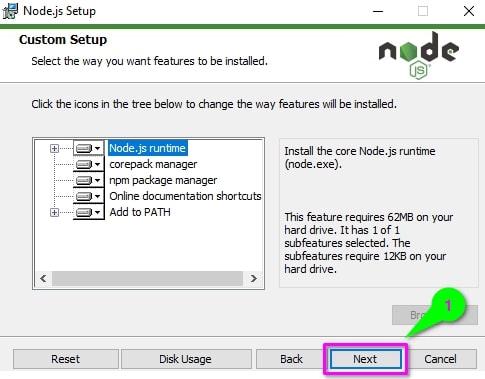 Node.js Setup
Custom Setup
Select the way you want features to be installed.
node
JS
Click the icons in the tree below to change the way features will be installed.
Node.js runtime
corepack manager
npm package manager
Online documentation shortcuts
Add to PATH
Install the core Node.js runtime
(node.exe).
This feature requires 62MB on your
hard drive. It has 1 of 1
subfeatures selected. The
subfeatures require 12KB on your
hard drive.
1
Reset
Disk Usage
Back
Next
Cancel